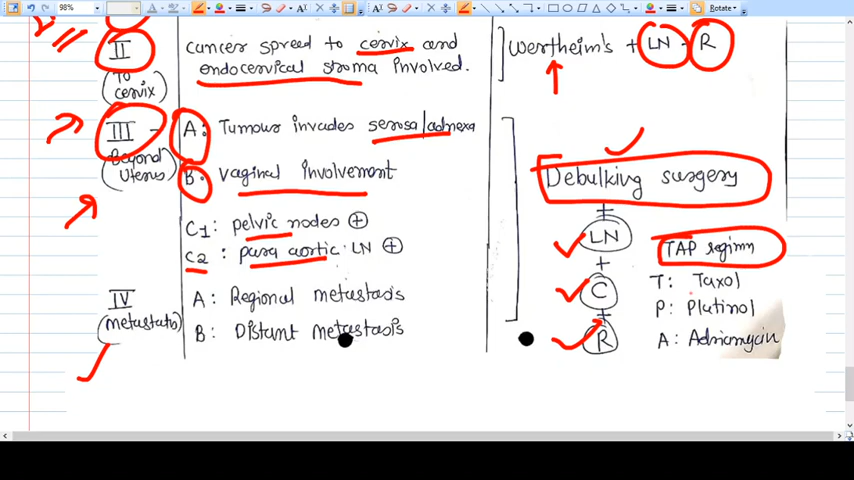 98%
Rotate
II
(To
cervix)
cancer spread to cervix and
endocervical stroma involved.
Wertheim's + LN + R
III -
(Beyond
Uterus)
A: Tumour invades serosa/adnexa
B. Vaginal involvement
C1: pelvic nodes +
C2: para aortic LN +
IV
(metastatis)
A: Regional metastasis
B: Distant metastasis
Debulking surgery
+
LN
+
C
+
R
TAP regimn
T: Taxol
P: Platinol
A: Adriamycin